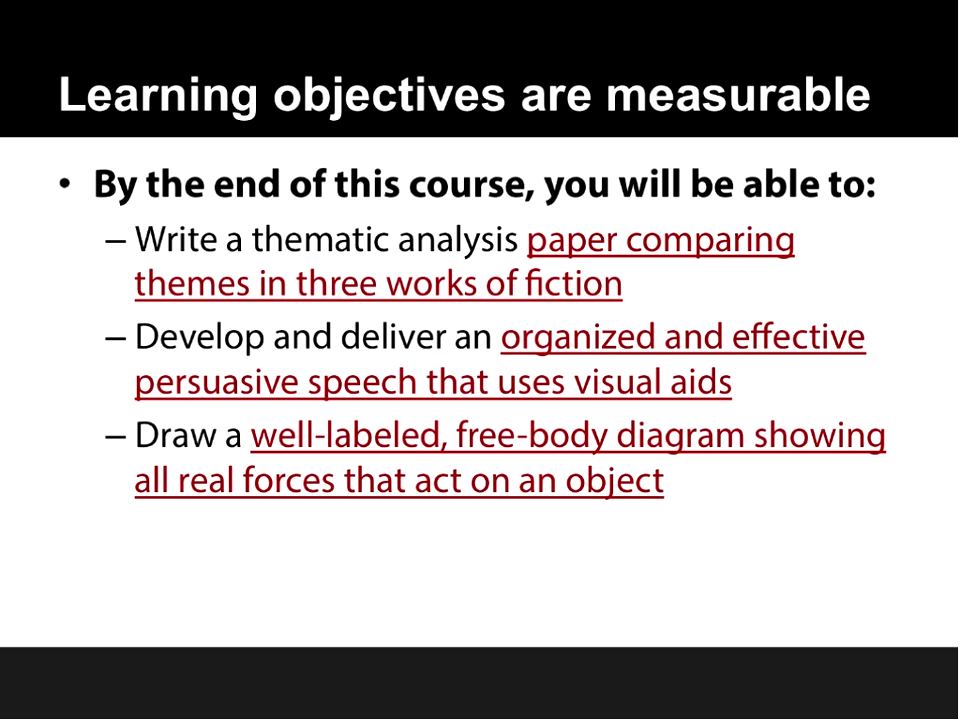 Learning objectives are measurable
• By the end of this course, you will be able to:
– Write a thematic analysis paper comparing
themes in three works of fiction
– Develop and deliver an organized and effective
persuasive speech that uses visual aids
– Draw a well-labeled, free-body diagram showing
all real forces that act on an object